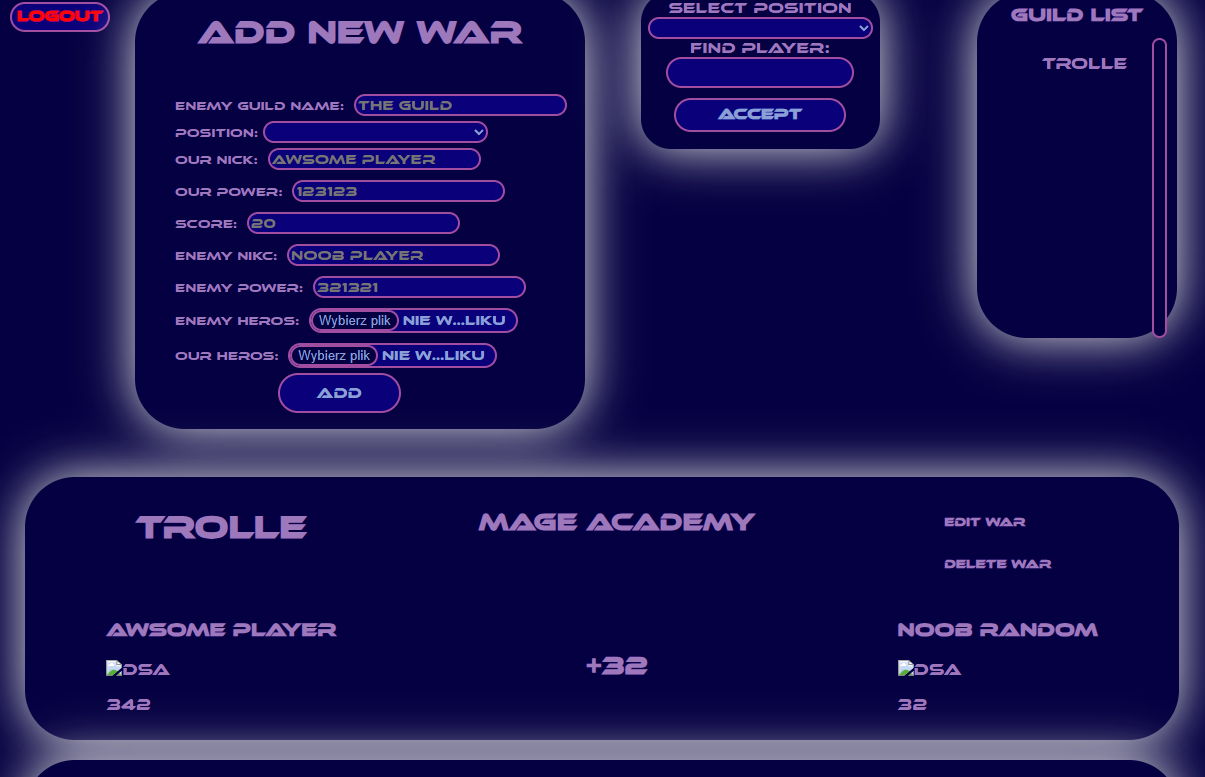 LOGOUT
ADD NEW WAR
ENEMY GUILD NAME: THE GUILD
POSITION:
OUR NICK: AWSOME PLAYER
OUR POWER: 123123
SCORE: 20
ENEMY NIKC: NOOB PLAYER
ENEMY POWER: 321321
ENEMY HEROS: Wybierz plik NIE W...LIKU
OUR HEROS: Wybierz plik NIE W...LIKU
ADD
SELECT POSITION
FIND PLAYER:
ACCEPT
GUILD LIST
TROLLE
TROLLE
MAGE ACADEMY
EDIT WAR
DELETE WAR
AWSOME PLAYER
DSA
342
+32
NOOB RANDOM
DSA
32